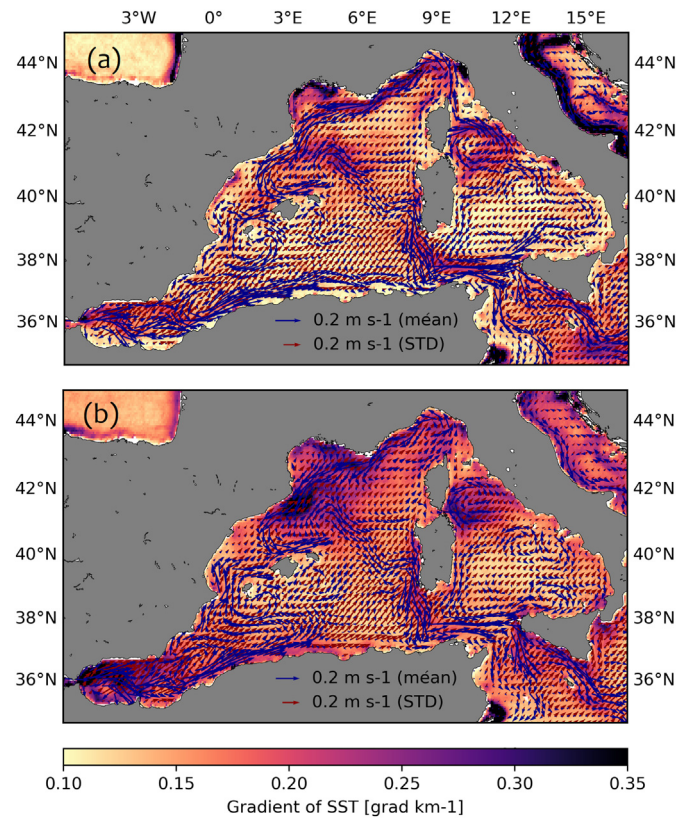 3°W 0° 3°E 6°E 9°E 12°E 15°E
(a)
44°N 44°N
42°N 42°N
40°N 40°N
38°N 38°N
36°N 36°N
0.2 m s-1 (méan)
0.2 m s-1 (STD)
(b)
44°N 44°N
42°N 42°N
40°N 40°N
38°N 38°N
36°N 36°N
0.2 m s-1 (méan)
0.2 m s-1 (STD)
0.10 0.15 0.20 0.25 0.30 0.35
Gradient of SST [grad km-1]